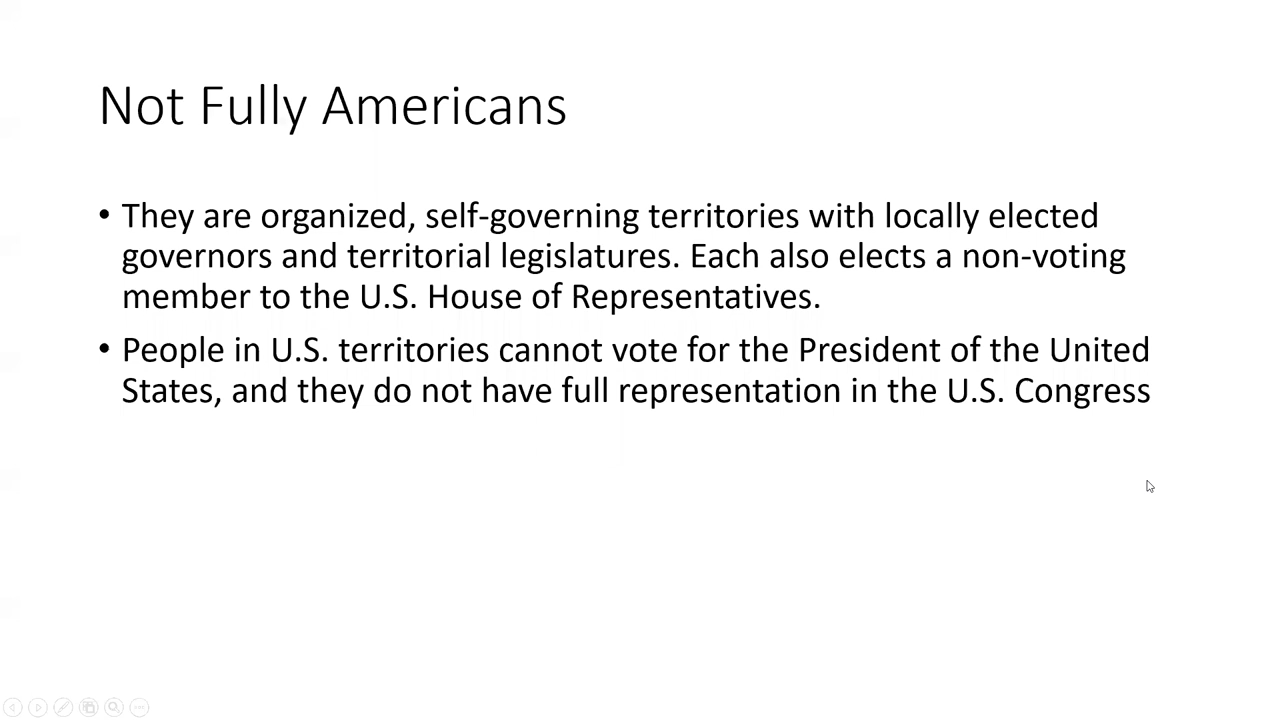 Not Fully Americans
• They are organized, self-governing territories with locally elected
governors and territorial legislatures. Each also elects a non-voting
member to the U.S. House of Representatives.
• People in U.S. territories cannot vote for the President of the United
States, and they do not have full representation in the U.S. Congress